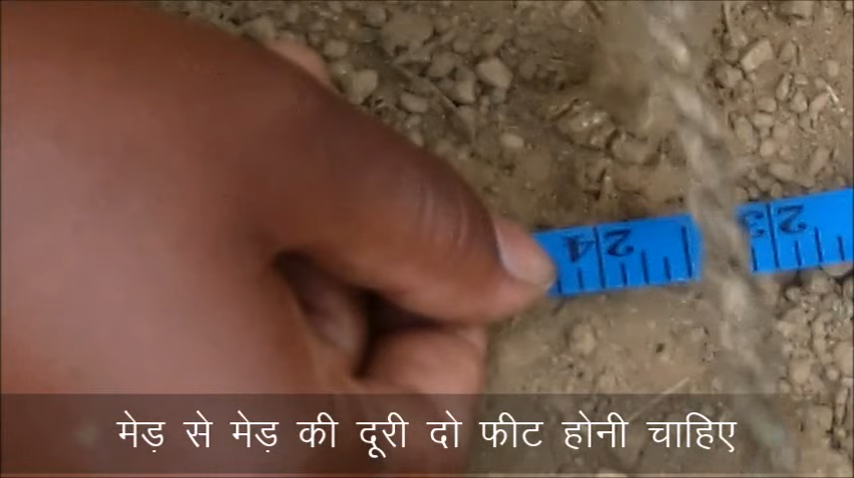 24 23
मेड़ से मेड़ की दूरी दो फीट होनी चाहिए